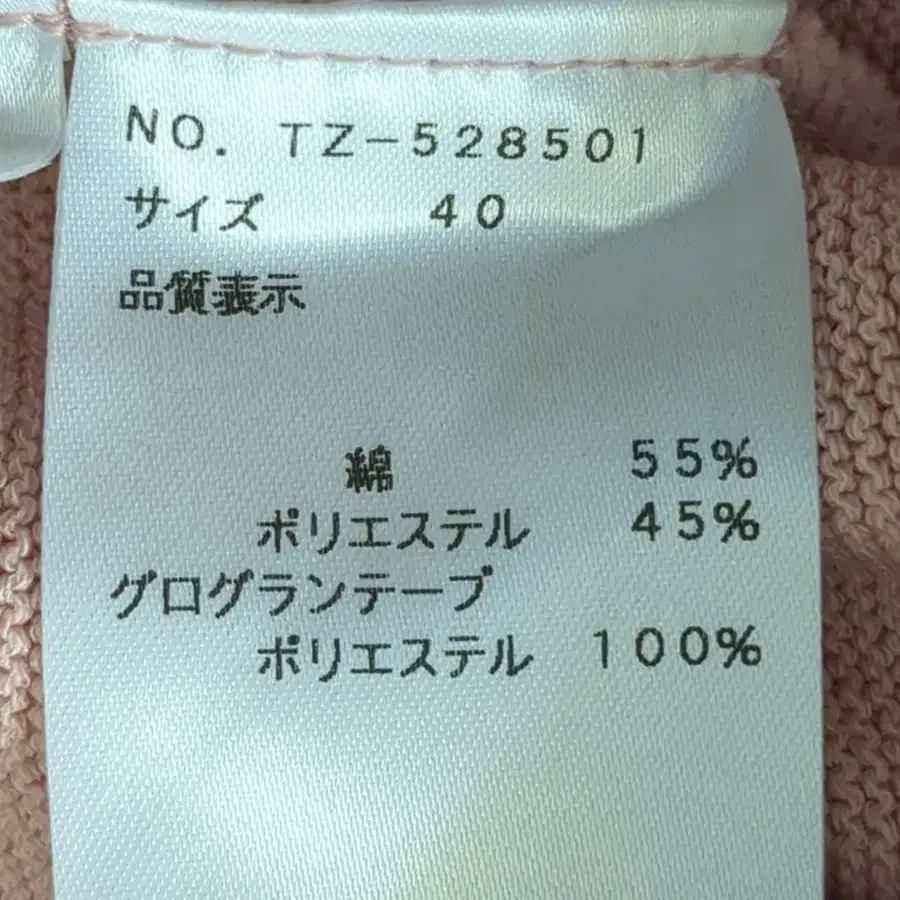 NO. TZ-528501
サイズ 40
品質表示
綿 55%
ポリエステル 45%
グログランテープ
ポリエステル 100%